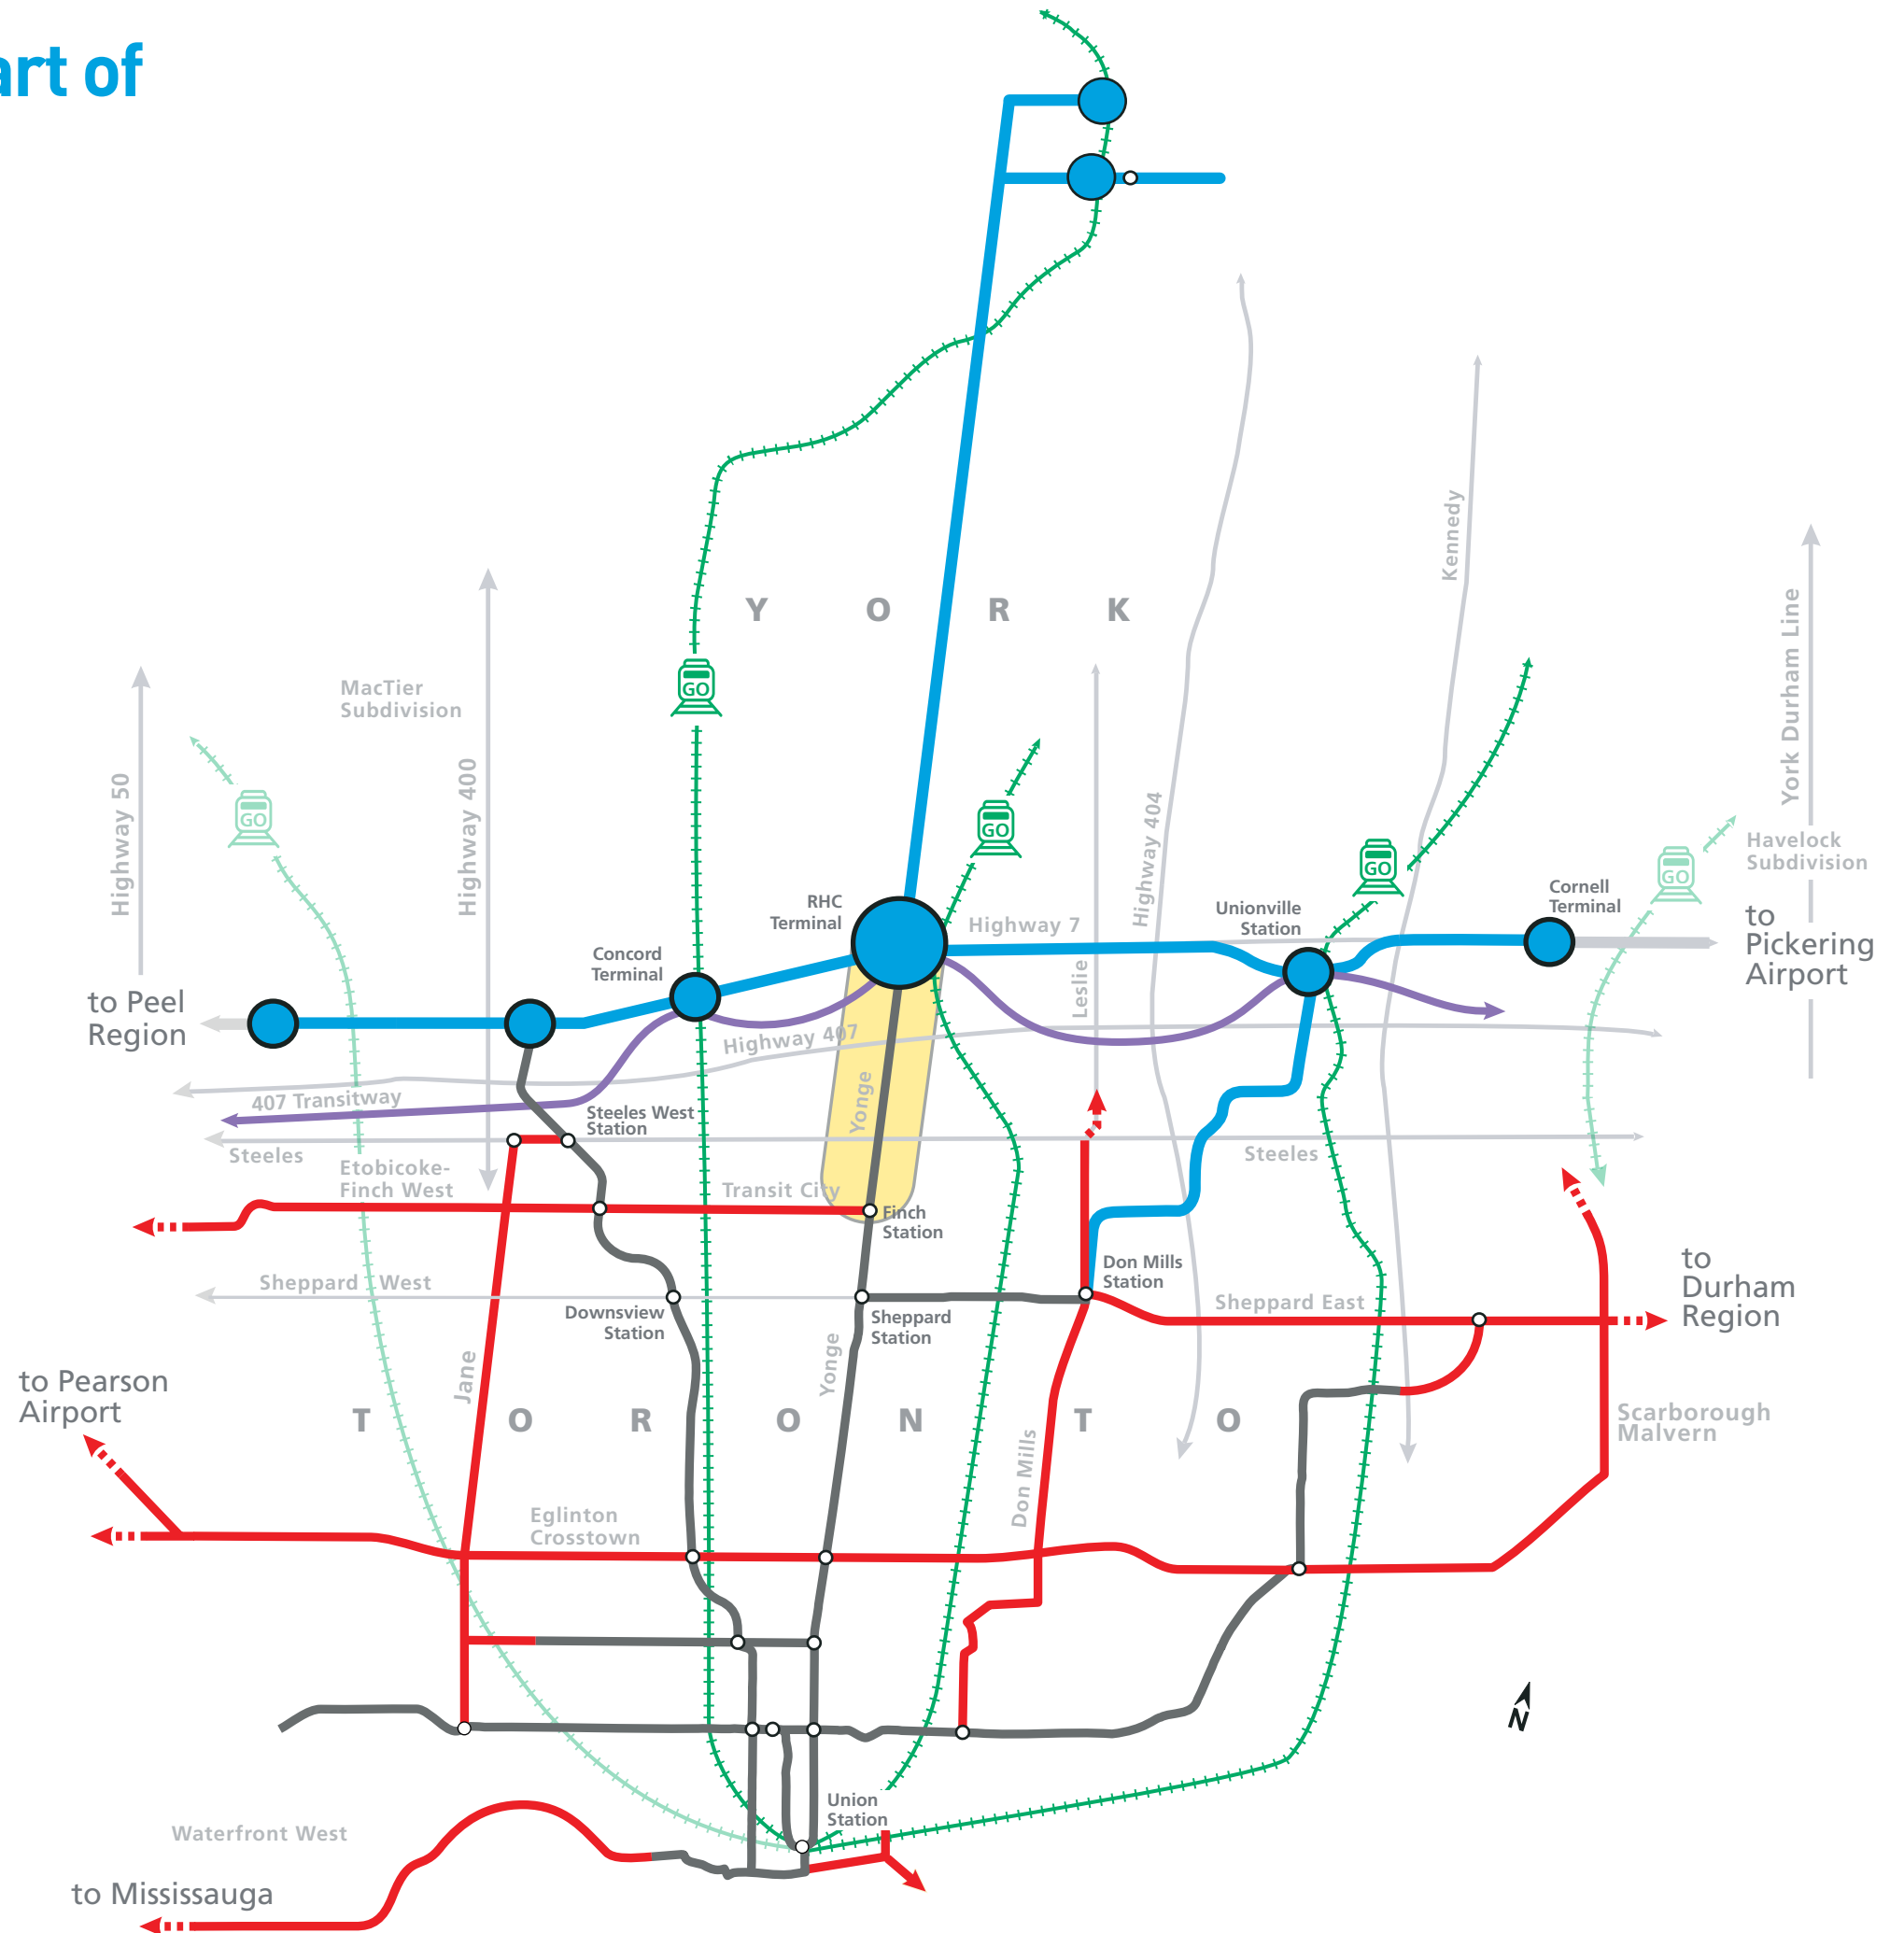 art of
Y O R K
Kennedy
York Durham Line
MacTier
Subdivision
GO
Highway 50
Highway 400
GO
GO
Highway 404
GO
GO
Havelock
Subdivision
RHC
Terminal
Highway 7
Unionville
Station
Cornell
Terminal
to
Pickering
Airport
Concord
Terminal
Leslie
to Peel
Region
Highway 407
407 Transitway
Yonge
Steeles West
Station
Steeles
Steeles
Etobicoke-
Finch West
Transit City
Finch
Station
Sheppard West
Don Mills
Station
to
Durham
Region
Sheppard East
Downsview
Station
Sheppard
Station
Jane
Yonge
to Pearson
Airport
T O R O N T O
Scarborough
Malvern
Don Mills
Eglinton
Crosstown
N
Union
Station
Waterfront West
to Mississauga